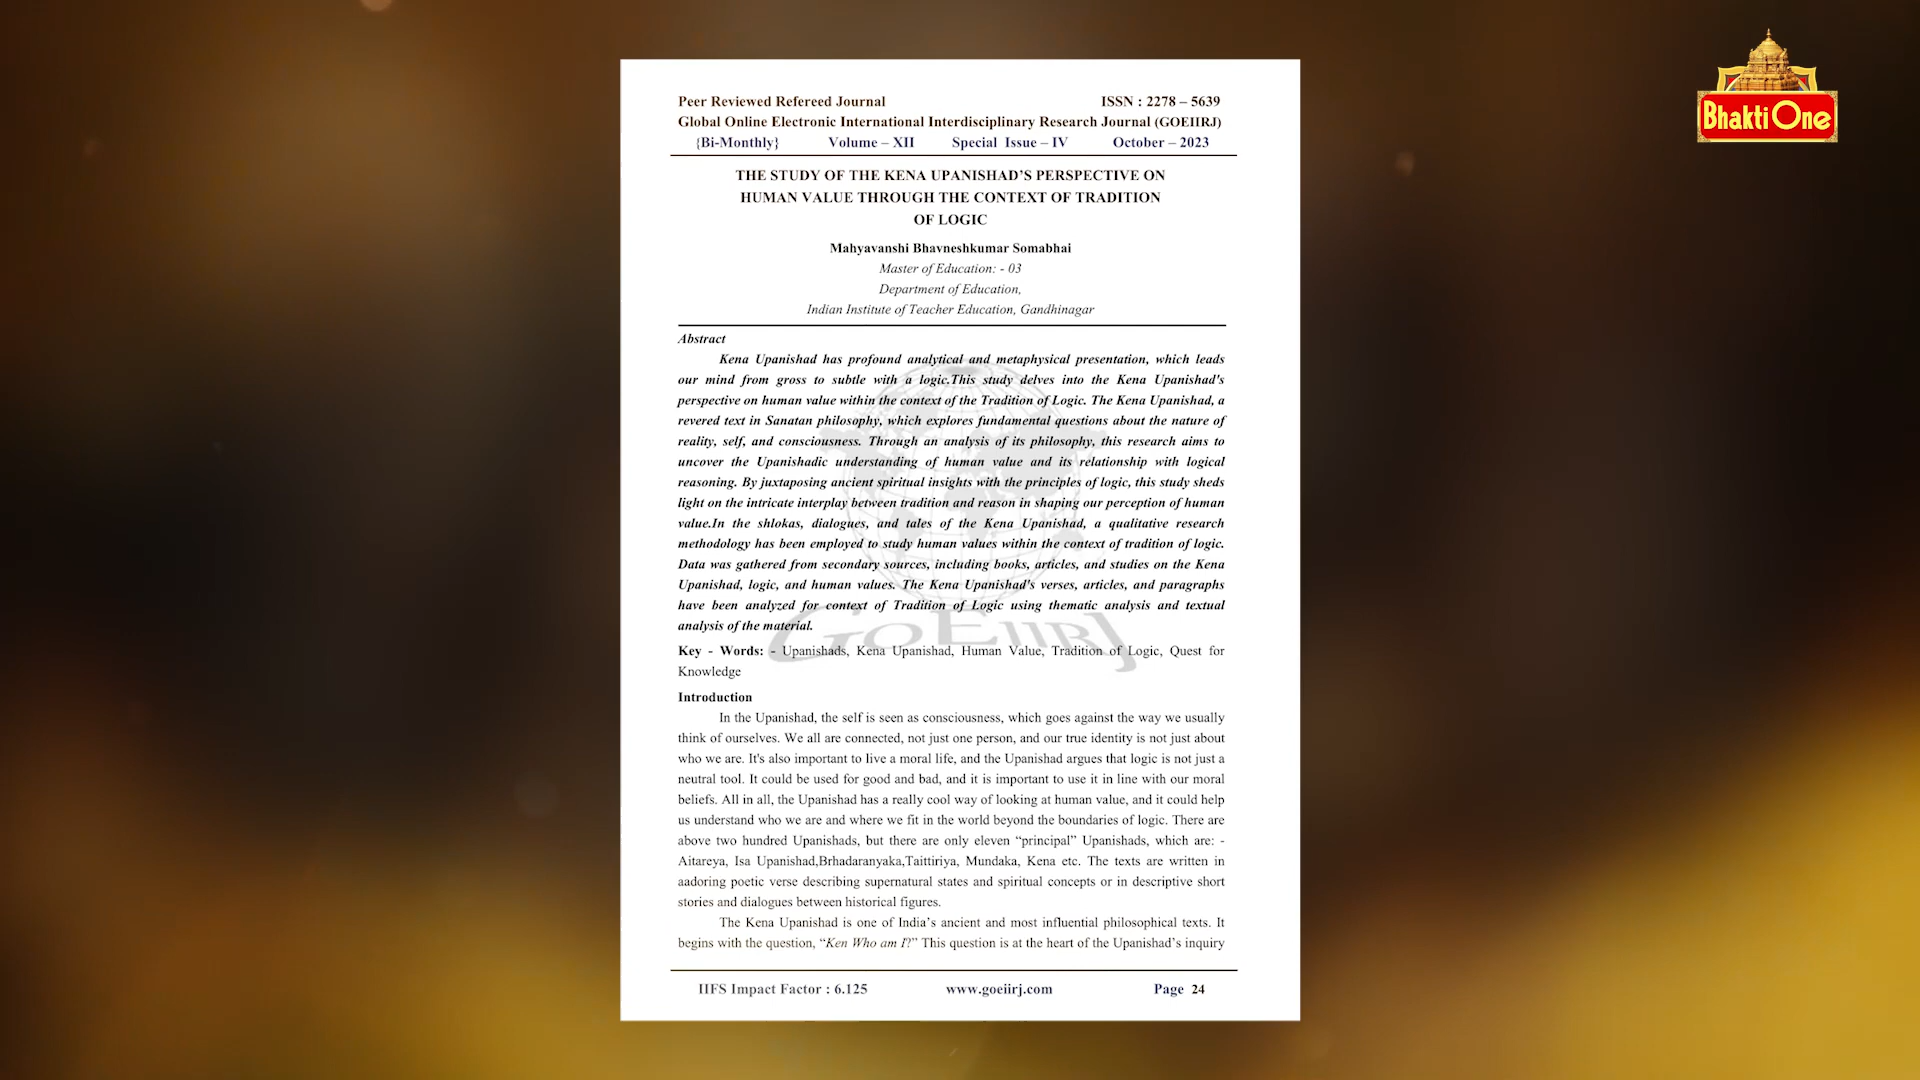 Bhakti One
Peer Reviewed Refereed Journal ISSN : 2278 – 5639
Global Online Electronic International Interdisciplinary Research Journal (GOEIIRJ)
{Bi-Monthly} Volume – XII Special Issue – IV October – 2023
THE STUDY OF THE KENA UPANISHAD'S PERSPECTIVE ON
HUMAN VALUE THROUGH THE CONTEXT OF TRADITION
OF LOGIC
Mahyavanshi Bhavneshkumar Somabhai
Master of Education: - 03
Department of Education,
Indian Institute of Teacher Education, Gandhinagar
Abstract
Kena Upanishad has profound analytical and metaphysical presentation, which leads
our mind from gross to subtle with a logic.This study delves into the Kena Upanishad's
perspective on human value within the context of the Tradition of Logic. The Kena Upanishad, a
revered text in Sanatan philosophy, which explores fundamental questions about the nature of
reality, self, and consciousness. Through an analysis of its philosophy, this research aims to
uncover the Upanishadic understanding of human value and its relationship with logical
reasoning. By juxtaposing ancient spiritual insights with the principles of logic, this study sheds
light on the intricate interplay between tradition and reason in shaping our perception of human
value.In the shlokas, dialogues, and tales of the Kena Upanishad, a qualitative research
methodology has been employed to study human values within the context of tradition of logic.
Data was gathered from secondary sources, including books, articles, and studies on the Kena
Upanishad, logic, and human values. The Kena Upanishad's verses, articles, and paragraphs
have been analyzed for context of Tradition of Logic using thematic analysis and textual
analysis of the material.
GOEIIRJ
Key - Words: - Upanishads, Kena Upanishad, Human Value, Tradition of Logic, Quest for
Knowledge
Introduction
In the Upanishad, the self is seen as consciousness, which goes against the way we usually
think of ourselves. We all are connected, not just one person, and our true identity is not just about
who we are. It's also important to live a moral life, and the Upanishad argues that logic is not just a
neutral tool. It could be used for good and bad, and it is important to use it in line with our moral
beliefs. All in all, the Upanishad has a really cool way of looking at human value, and it could help
us understand who we are and where we fit in the world beyond the boundaries of logic. There are
above two hundred Upanishads, but there are only eleven “principal” Upanishads, which are: -
Aitareya, Isa Upanishad,Brhadaranyaka,Taittiriya, Mundaka, Kena etc. The texts are written in
aadoring poetic verse describing supernatural states and spiritual concepts or in descriptive short
stories and dialogues between historical figures.
The Kena Upanishad is one of India’s ancient and most influential philosophical texts. It
begins with the question, “Ken Who am I?” This question is at the heart of the Upanishad’s inquiry
IIFS Impact Factor : 6.125 www.goeiirj.com Page 24